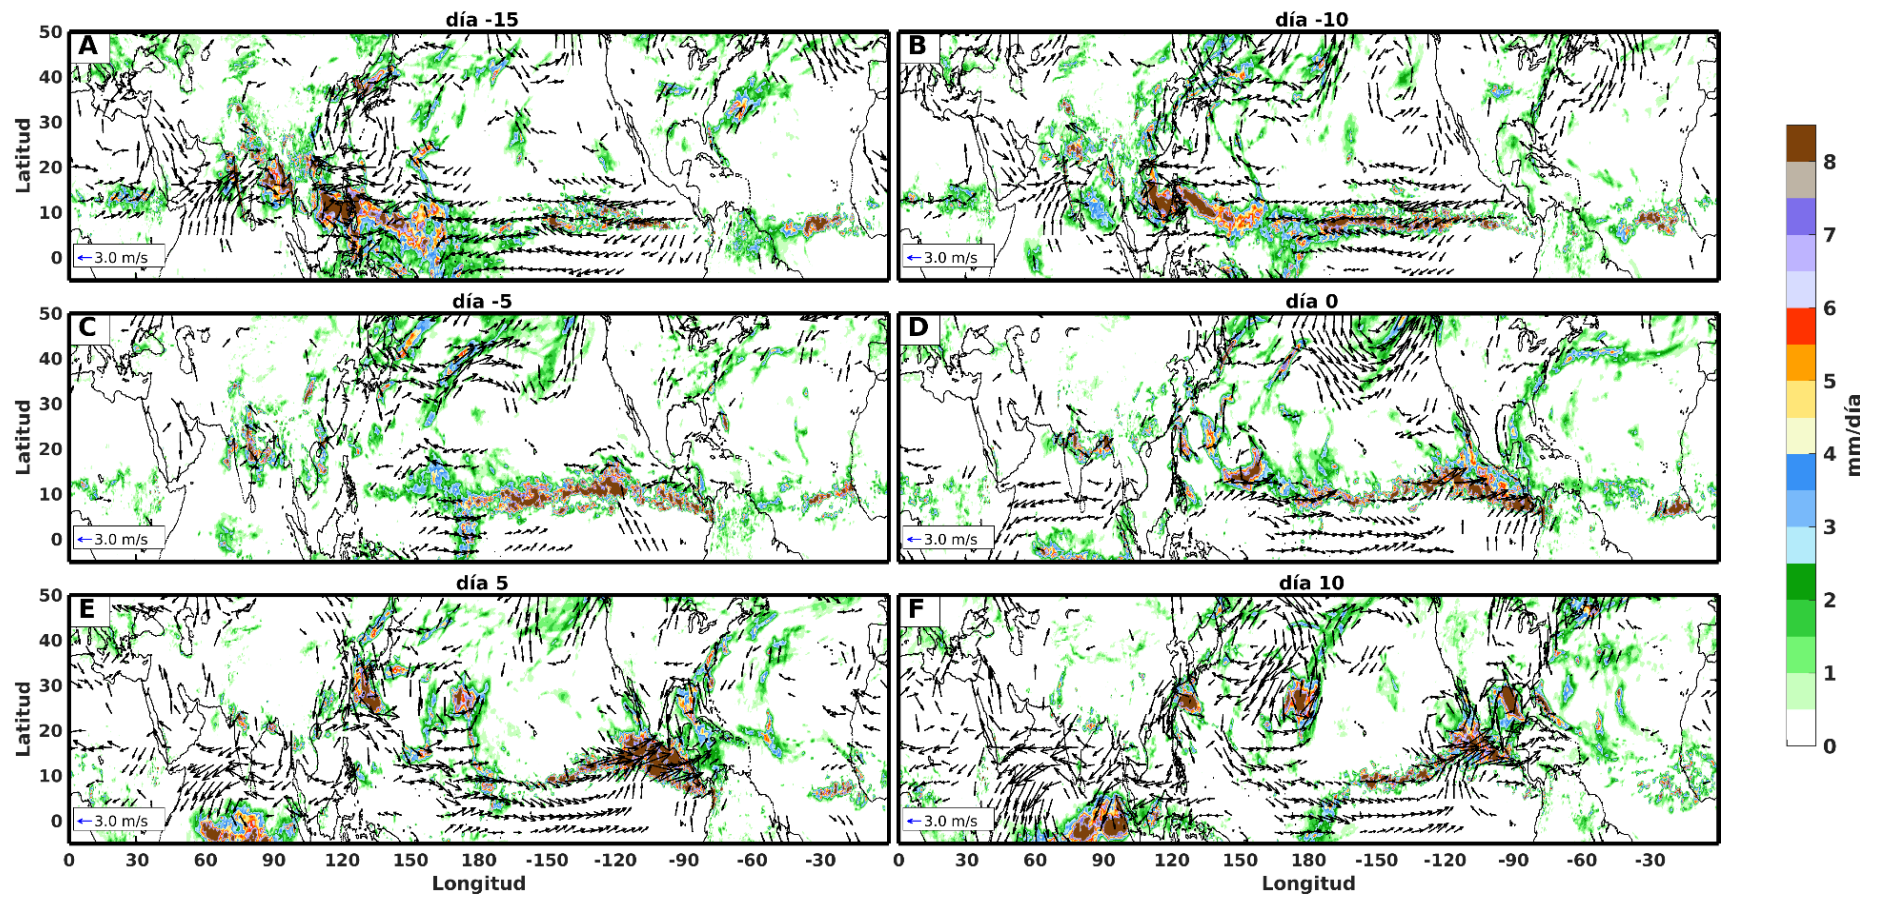 día -15
día -10
A
B
50
40
30
20
10
0
Latitud
3.0 m/s
3.0 m/s
día -5
día 0
C
D
50
40
30
20
10
0
Latitud
3.0 m/s
3.0 m/s
día 5
día 10
E
F
50
40
30
20
10
0
Latitud
3.0 m/s
3.0 m/s
0 30 60 90 120 150 180 -150 -120 -90 -60 -30
0 30 60 90 120 150 180 -150 -120 -90 -60 -30
Longitud
Longitud
8
7
6
5
4
3
2
1
0
mm/día